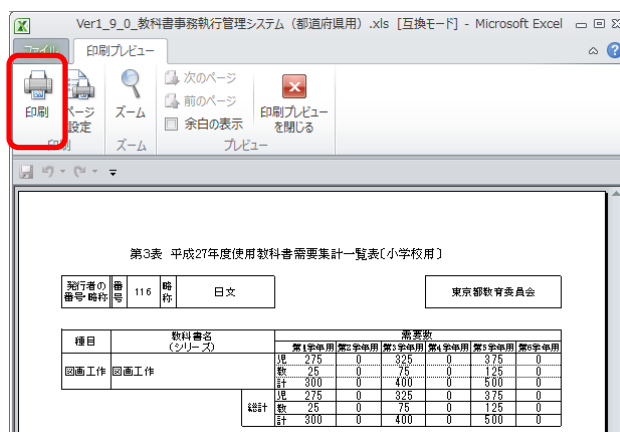 Ver1_9_0_教科書事務執行管理システム（都道府県用）.xls [互換モード] - Microsoft Excel
ファイル 印刷プレビュー
印刷 ページ設定 ズーム 次のページ 前のページ 余白の表示 印刷プレビューを閉じる
印刷 ズーム プレビュー
第3表 平成27年度使用教科書需要集計一覧表〔小学校用〕
発行者の番号・略称 番号 116 略称 日文 東京都教育委員会
種目 教科書名（シリーズ） 需要数
第1学年用 第2学年用 第3学年用 第4学年用 第5学年用 第6学年用
児 275 0 325 0 375 0
図画工作 図画工作 教 25 0 75 0 125 0
計 300 0 400 0 500 0
児 275 0 325 0 375 0
総計 教 25 0 75 0 125 0
計 300 0 400 0 500 0